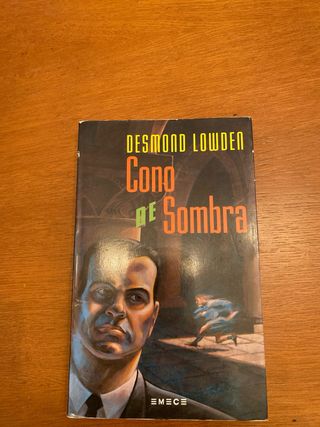 DESMOND LOWDEN
Cono
DE
Sombra
EMECE